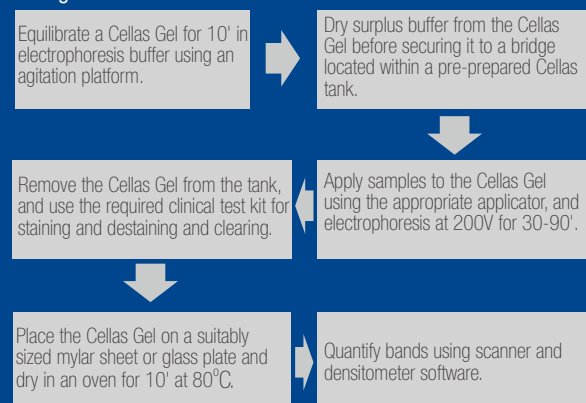 Equilibrate a Cellas Gel for 10' in
electrophoresis buffer using an
agitation platform.
Dry surplus buffer from the Cellas
Gel before securing it to a bridge
located within a pre-prepared Cellas
tank.
Apply samples to the Cellas Gel
using the appropriate applicator, and
electrophoresis at 200V for 30-90'.
Remove the Cellas Gel from the tank,
and use the required clinical test kit for
staining and destaining and clearing.
Place the Cellas Gel on a suitably
sized mylar sheet or glass plate and
dry in an oven for 10' at 80°C.
Quantify bands using scanner and
densitometer software.